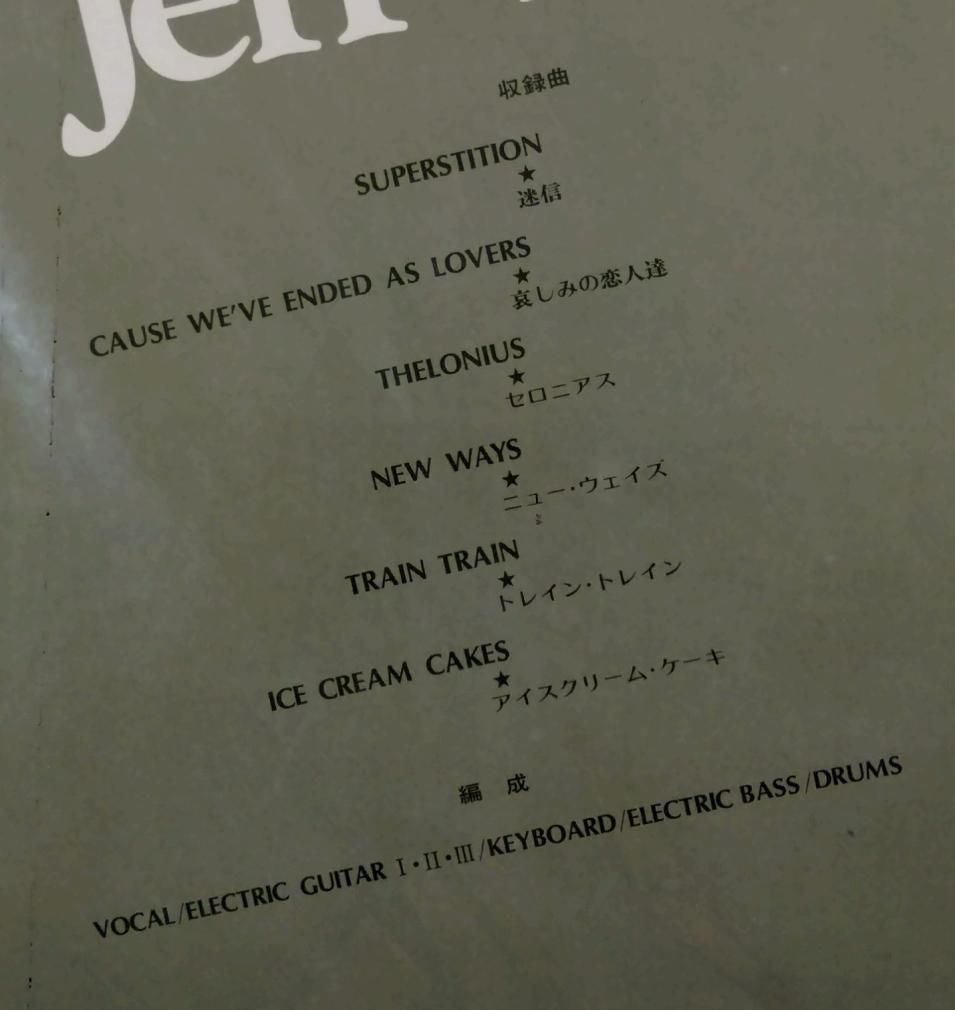 収録曲
SUPERSTITION
★
迷信
CAUSE WE'VE ENDED AS LOVERS
★
哀しみの恋人達
THELONIUS
★
セロニアス
NEW WAYS
★
ニュー・ウェイズ
TRAIN TRAIN
★
トレイン・トレイン
ICE CREAM CAKES
★
アイスクリーム・ケーキ
編 成
VOCAL/ELECTRIC GUITAR I・II・III/KEYBOARD/ELECTRIC BASS/DRUMS